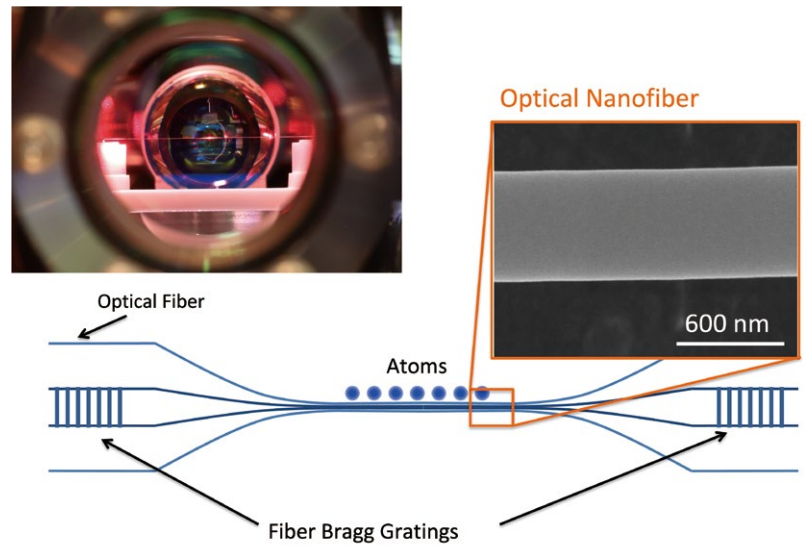 Optical Nanofiber
600 nm
Optical Fiber
Atoms
Fiber Bragg Gratings